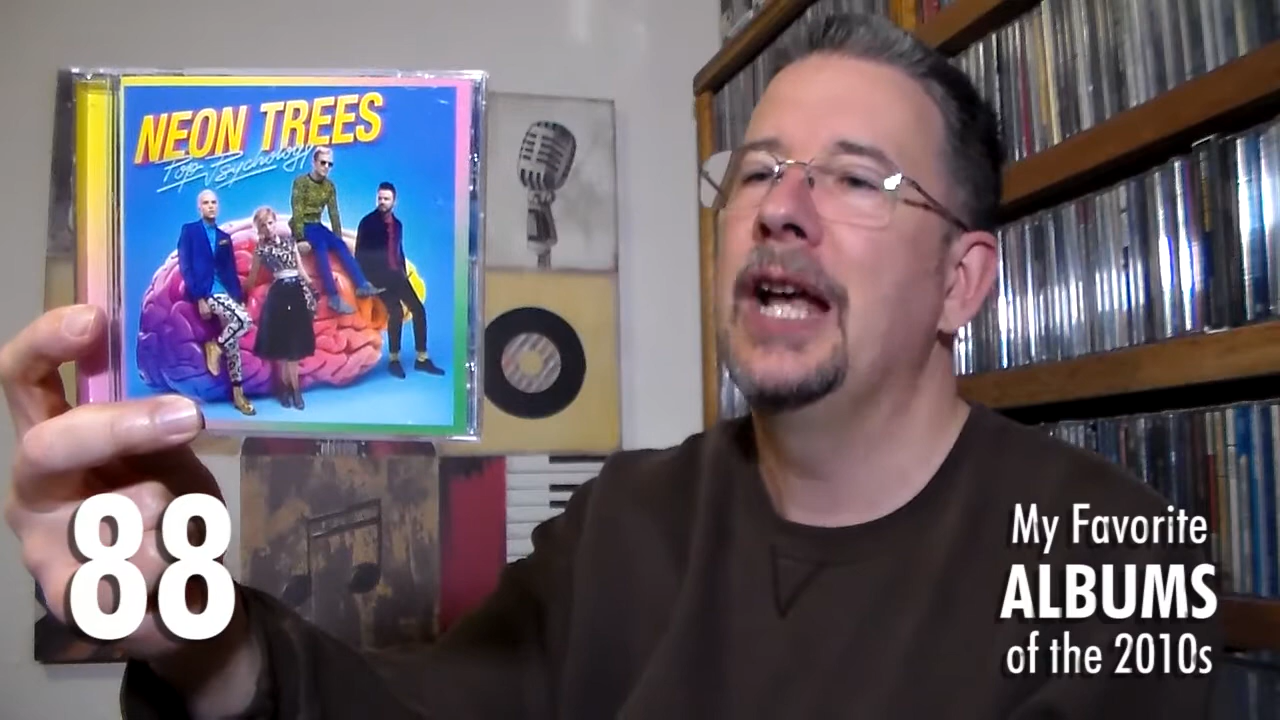 NEON TREES
Pop Psychology
88
My Favorite
ALBUMS
of the 2010s